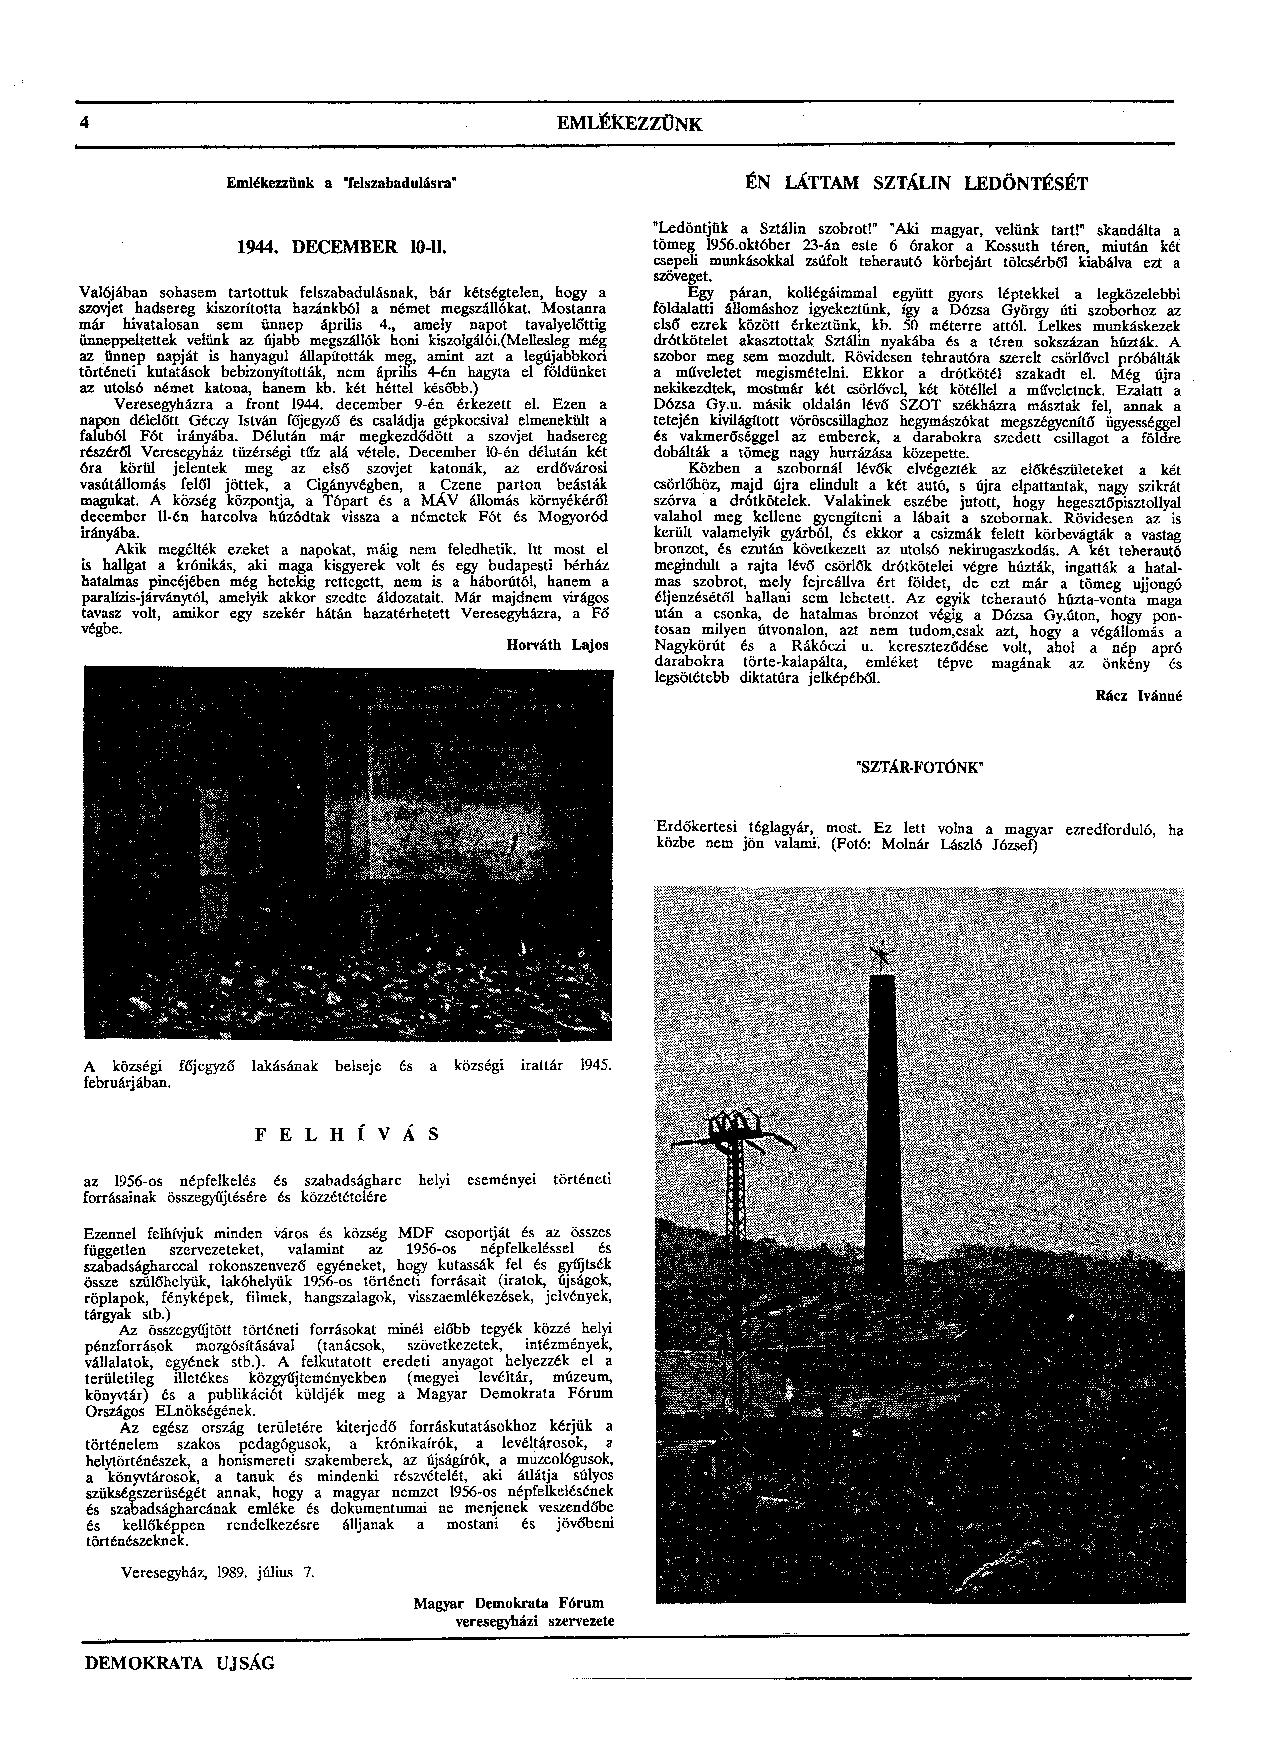 4
EMLÉKEZZÜNK
Emlékezzünk a "felszabadulásra"
1944. DECEMBER 10-11.
Valójában sohasem tartottuk felszabadulásnak, bár kétségtelen, hogy a
szovjet hadsereg kiszorította hazánkból a német megszállókat. Mostanra
már hivatalosan sem ünnep április 4., amely napot tavalyelőttig
ünneppeltettek velünk az újabb megszállók honi kiszolgálói.(Mellesleg még
az ünnep napját is hanyagul állapították meg, amint azt a legújabbkori
történeti kutatások bebizonyították, nem április 4-én hagyta el földünket
az utolsó német katona, hanem kb. két héttel később.)
Veresegyházra a front 1944. december 9-én érkezett el. Ezen a
napon délelőtt Géczy István főjegyző és családja gépkocsival elmenekült a
faluból Fót irányába. Délután már megkezdődött a szovjet hadsereg
részéről Veresegyház tüzérségi tűz alá vétele. December 10-én délután két
óra körül jelentek meg az első szovjet katonák, az erdővárosi
vasútállomás felől jöttek, a Cigányvégben, a Czene parton beásták
magukat. A község központja, a Tópart és a MÁV állomás környékéről
december 11-én harcolva húzódtak vissza a németek Fót és Mogyoród
irányába.
Akik megélték ezeket a napokat, máig nem feledhetik. Itt most el
is hallgat a krónikás, aki maga kisgyerek volt és egy budapesti bérház
hatalmas pincéjében még hetekig rettegett, nem is a háborútól, hanem a
paralízis-járványtól, amelyik akkor szedte áldozatait. Már majdnem virágos
tavasz volt, amikor egy szekér hátán hazatérhetett Veresegyházra, a Fő
végbe.
Horváth Lajos
A községi főjegyző lakásának belseje és a községi irattár 1945.
februárjában.
F E L H Í V Á S
az 1956-os népfelkelés és szabadságharc helyi eseményei történeti
forrásainak összegyűjtésére és közzétételére
Ezennel felhívjuk minden város és község MDF csoportját és az összes
független szervezeteket, valamint az 1956-os népfelkeléssel és
szabadságharccal rokonszenvező egyéneket, hogy kutassák fel és gyűjtsék
össze szülőhelyük, lakóhelyük 1956-os történeti forrásait (iratok, újságok,
röplapok, fényképek, filmek, hangszalagok, visszaemlékezések, jelvények,
tárgyak stb.)
Az összegyűjtött történeti forrásokat minél előbb tegyék közzé helyi
pénzforrások mozgósításával (tanácsok, szövetkezetek, intézmények,
vállalatok, egyének stb.). A felkutatott eredeti anyagot helyezzék el a
területileg illetékes közgyűjteményekben (megyei levéltár, múzeum,
könyvtár) és a publikációt küldjék meg a Magyar Demokrata Fórum
Országos ELnökségének.
Az egész ország területére kiterjedő forráskutatásokhoz kérjük a
történelem szakos pedagógusok, a krónikaírók, a levéltárosok, a
helytörténészek, a honismereti szakemberek, az újságírók, a muzeológusok,
a könyvtárosok, a tanuk és mindenki részvételét, aki átlátja súlyos
szükségszerüségét annak, hogy a magyar nemzet 1956-os népfelkelésének
és szabadságharcának emléke és dokumentumai ne menjenek veszendőbe
és kellőképpen rendelkezésre álljanak a mostani és jövőbeni
történészeknek.
Veresegyház, 1989. július 7.
Magyar Demokrata Fórum
veresegyházi szervezete
ÉN LÁTTAM SZTÁLIN LEDÖNTÉSÉT
"Ledöntjük a Sztálin szobrot!" "Aki magyar, velünk tart!" skandálta a
tömeg 1956.október 23-án este 6 órakor a Kossuth téren, miután két
csepeli munkásokkal zsúfolt teherautó körbejárt tölcsérből kiabálva ezt a
szöveget.
Egy páran, kollégáimmal együtt gyors léptekkel a legközelebbi
földalatti állomáshoz igyekeztünk, így a Dózsa György úti szoborhoz az
első ezrek között érkeztünk, kb. 50 méterre attól. Lelkes munkáskezek
drótkötelet akasztottak Sztálin nyakába és a téren sokszázan húzták. A
szobor meg sem mozdult. Rövidesen tehrautóra szerelt csörlővel próbálták
a műveletet megismételni. Ekkor a drótkötél szakadt el. Még újra
nekikezdtek, mostmár két csörlővel, két kötéllel a műveletnek. Ezalatt a
Dózsa Gy.u. másik oldalán lévő SZOT székházra másztak fel, annak a
tetején kivilágított vöröscsillaghoz hegymászókat megszégyenítő ügyességgel
és vakmerőséggel az emberek, a darabokra szedett csillagot a földre
dobálták a tömeg nagy hurrázása közepette.
Közben a szobornál lévők elvégezték az előkészületeket a két
csörlőhöz, majd újra elindult a két autó, s újra elpattantak, nagy szikrát
szórva a drótkötelek. Valakinek eszébe jutott, hogy hegesztőpisztollyal
valahol meg kellene gyengíteni a lábait a szobornak. Rövidesen az is
került valamelyik gyárból, és ekkor a csizmák felett körbevágták a vastag
bronzot, és ezután következett az utolsó nekirugaszkodás. A két teherautó
megindult a rajta lévő csörlők drótkötelei végre húzták, ingatták a hatal-
mas szobrot, mely fejreállva ért földet, de ezt már a tömeg ujjongó
éljenzésétől hallani sem lehetett. Az egyik teherautó húzta-vonta maga
után a csonka, de hatalmas bronzot végig a Dózsa Gy.úton, hogy pon-
tosan milyen útvonalon, azt nem tudom,csak azt, hogy a végállomás a
Nagykörút és a Rákóczi u. kereszteződése volt, ahol a nép apró
darabokra törte-kalapálta, emléket tépve magának az önkény és
legsötétebb diktatúra jelképéből.
Rácz Ivánné
"SZTÁR-FOTÓNK"
Erdőkertesi téglagyár, most. Ez lett volna a magyar ezredforduló, ha
közbe nem jön valami. (Fotó: Molnár László József)
DEMOKRATA UJSÁG